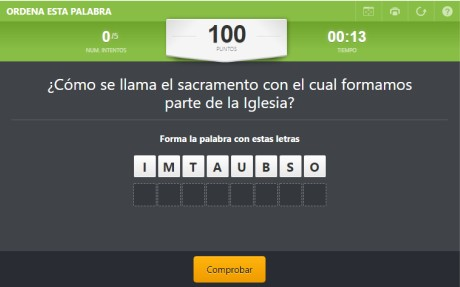 ORDENA ESTA PALABRA
0/5
NUM. INTENTOS
100
PUNTOS
00:13
TIEMPO
¿Cómo se llama el sacramento con el cual formamos
parte de la Iglesia?
Forma la palabra con estas letras
I M T A U B S O
Comprobar